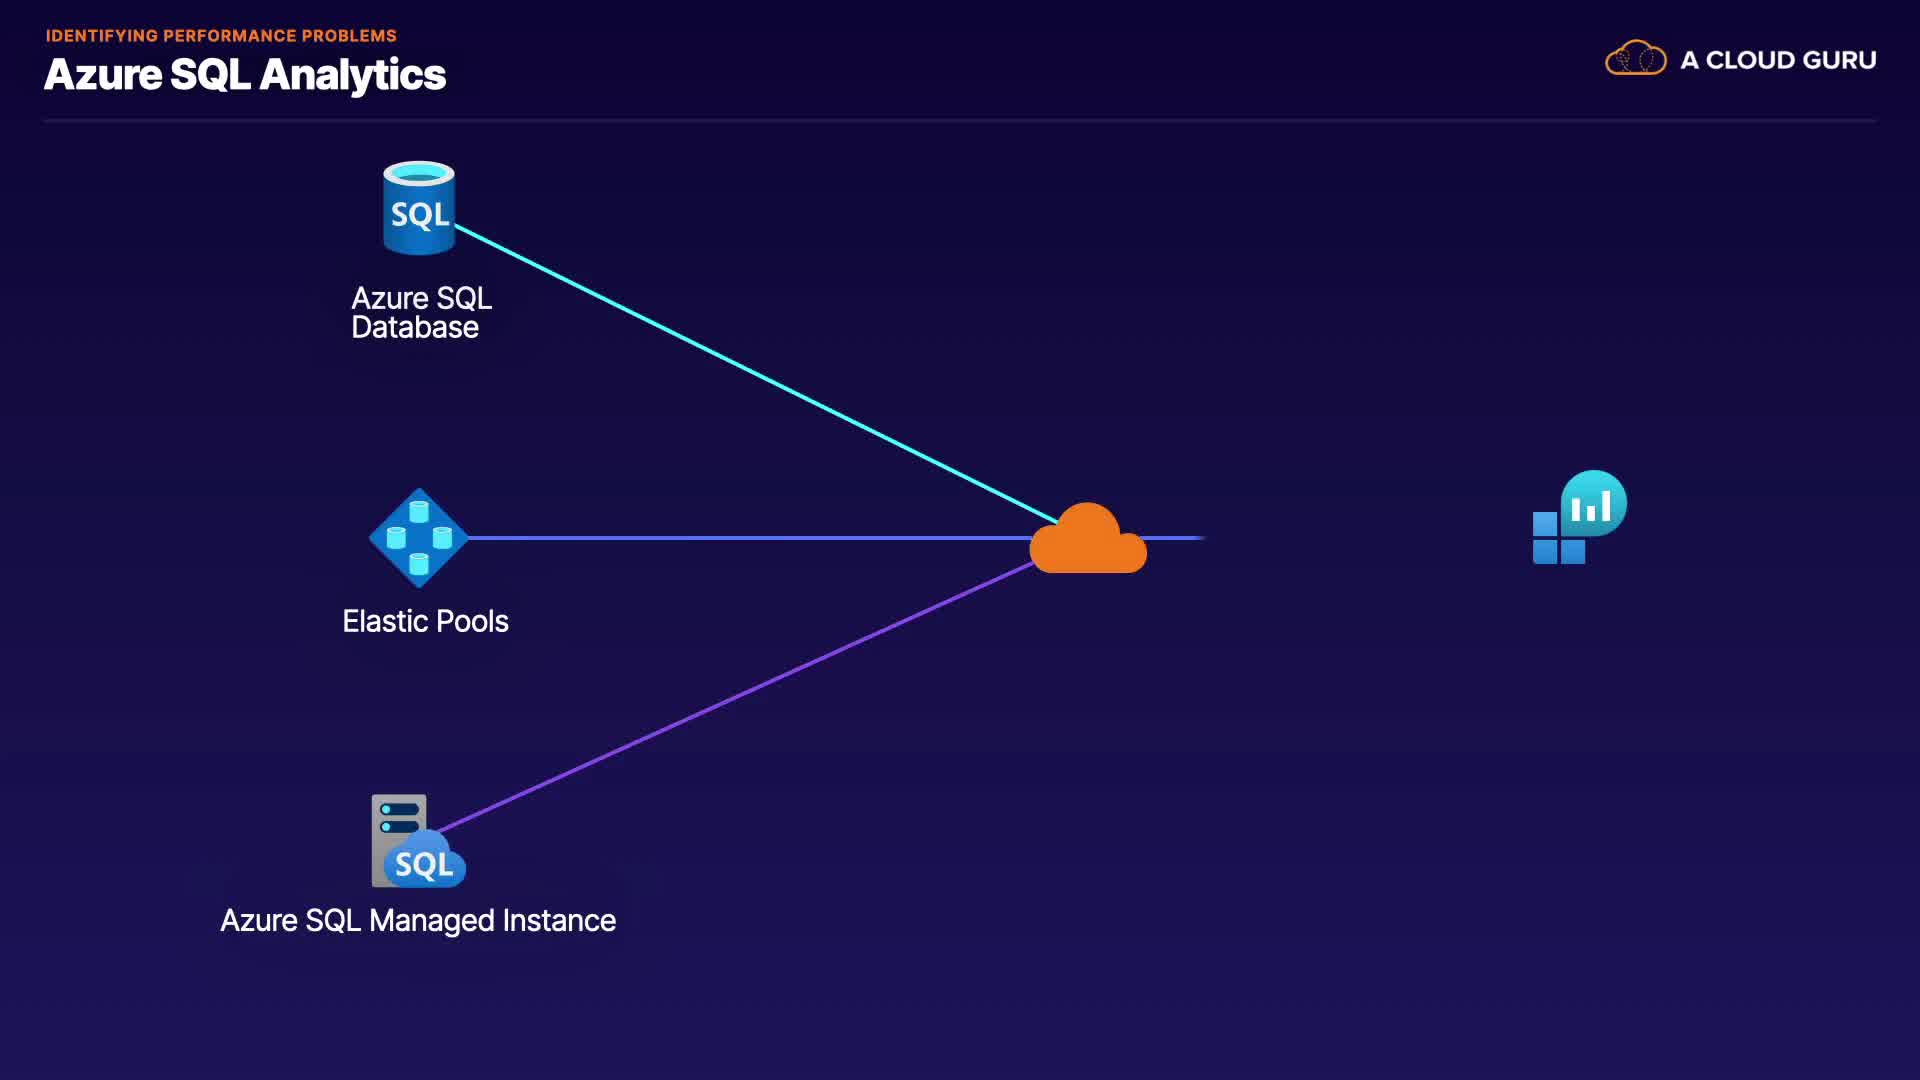 IDENTIFYING PERFORMANCE PROBLEMS
Azure SQL Analytics
A CLOUD GURU
SQL
Azure SQL
Database
Elastic Pools
SQL
Azure SQL Managed Instance